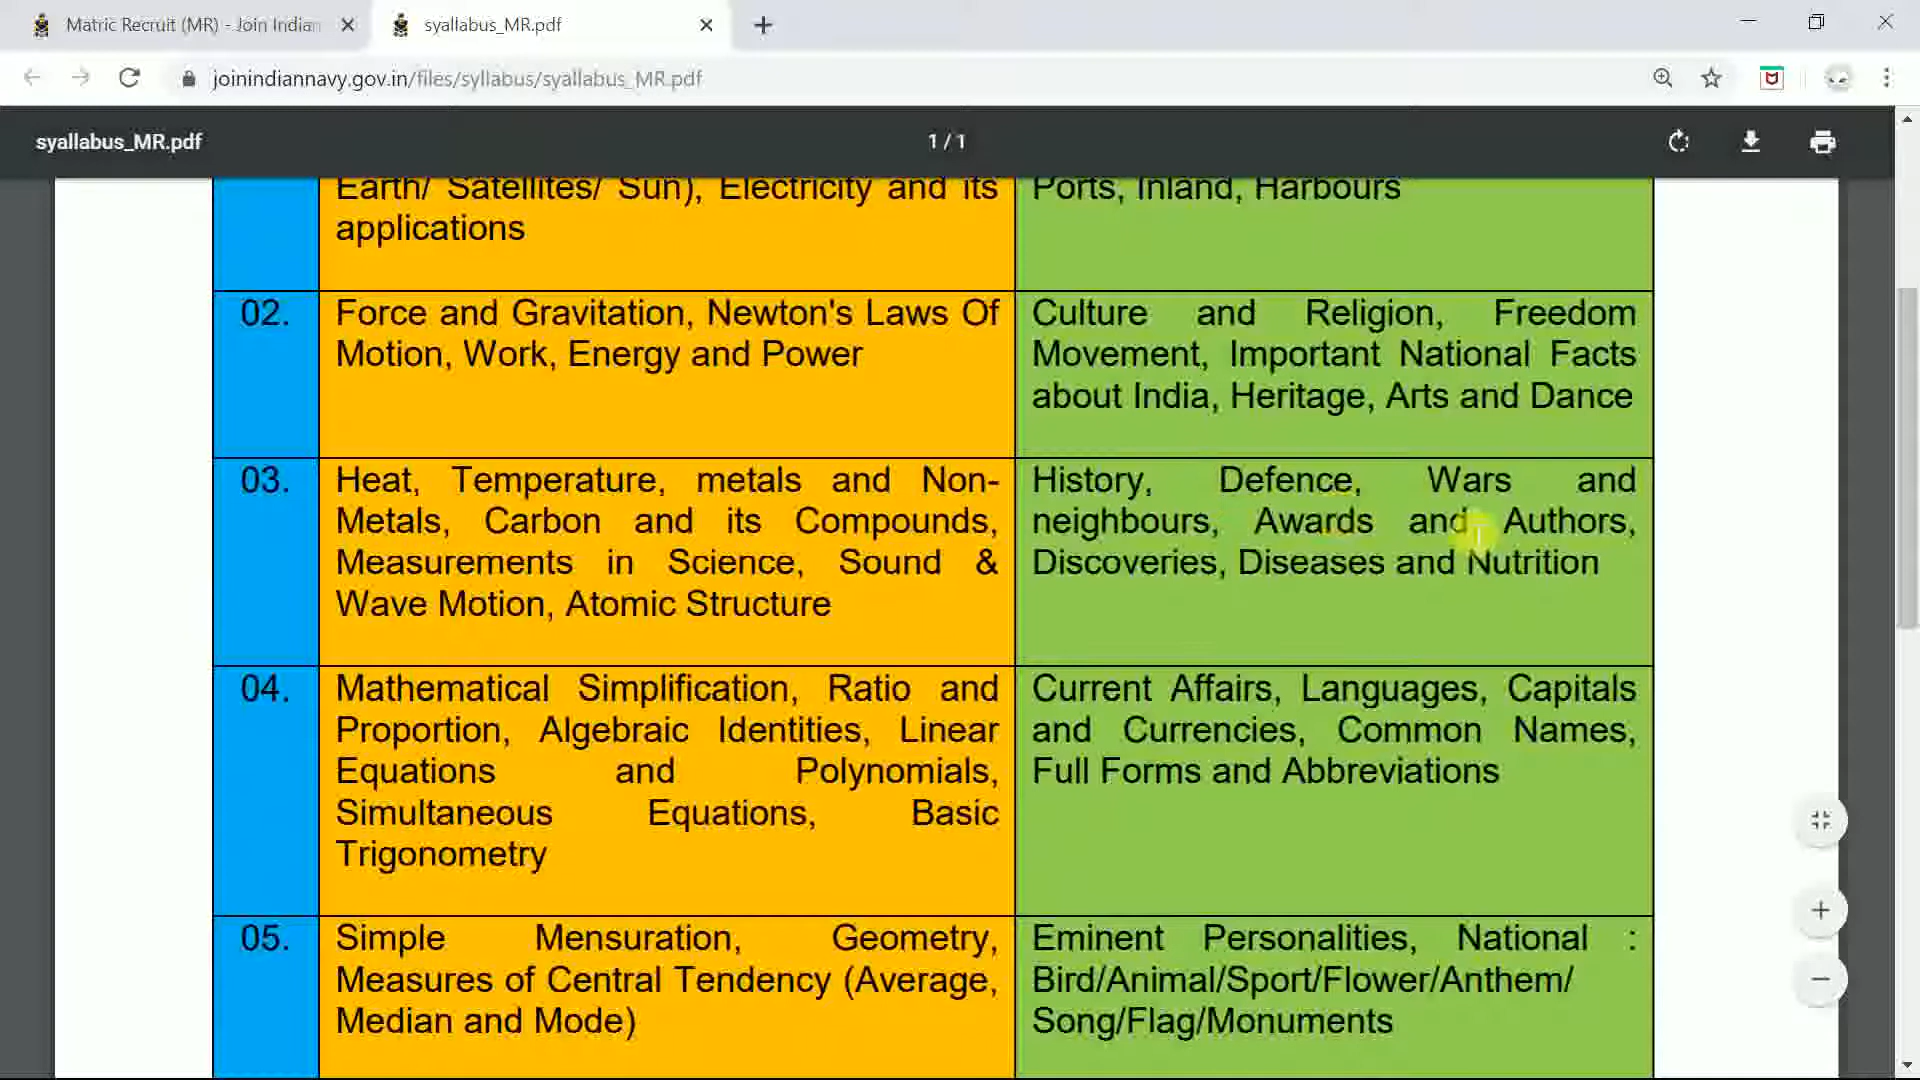 Matric Recruit (MR) - Join Indian
syallabus_MR.pdf
joinindiannavy.gov.in/files/syllabus/syallabus_MR.pdf
syallabus_MR.pdf
1 / 1
Earth/ Satellites/ Sun), Electricity and its
applications
Ports, Inland, Harbours
02.
Force and Gravitation, Newton's Laws Of
Motion, Work, Energy and Power
Culture and Religion, Freedom
Movement, Important National Facts
about India, Heritage, Arts and Dance
03.
Heat, Temperature, metals and Non-
Metals, Carbon and its Compounds,
Measurements in Science, Sound &
Wave Motion, Atomic Structure
History, Defence, Wars and
neighbours, Awards and Authors,
Discoveries, Diseases and Nutrition
04.
Mathematical Simplification, Ratio and
Proportion, Algebraic Identities, Linear
Equations and Polynomials,
Simultaneous Equations, Basic
Trigonometry
Current Affairs, Languages, Capitals
and Currencies, Common Names,
Full Forms and Abbreviations
05.
Simple Mensuration, Geometry,
Measures of Central Tendency (Average,
Median and Mode)
Eminent Personalities, National :
Bird/Animal/Sport/Flower/Anthem/
Song/Flag/Monuments